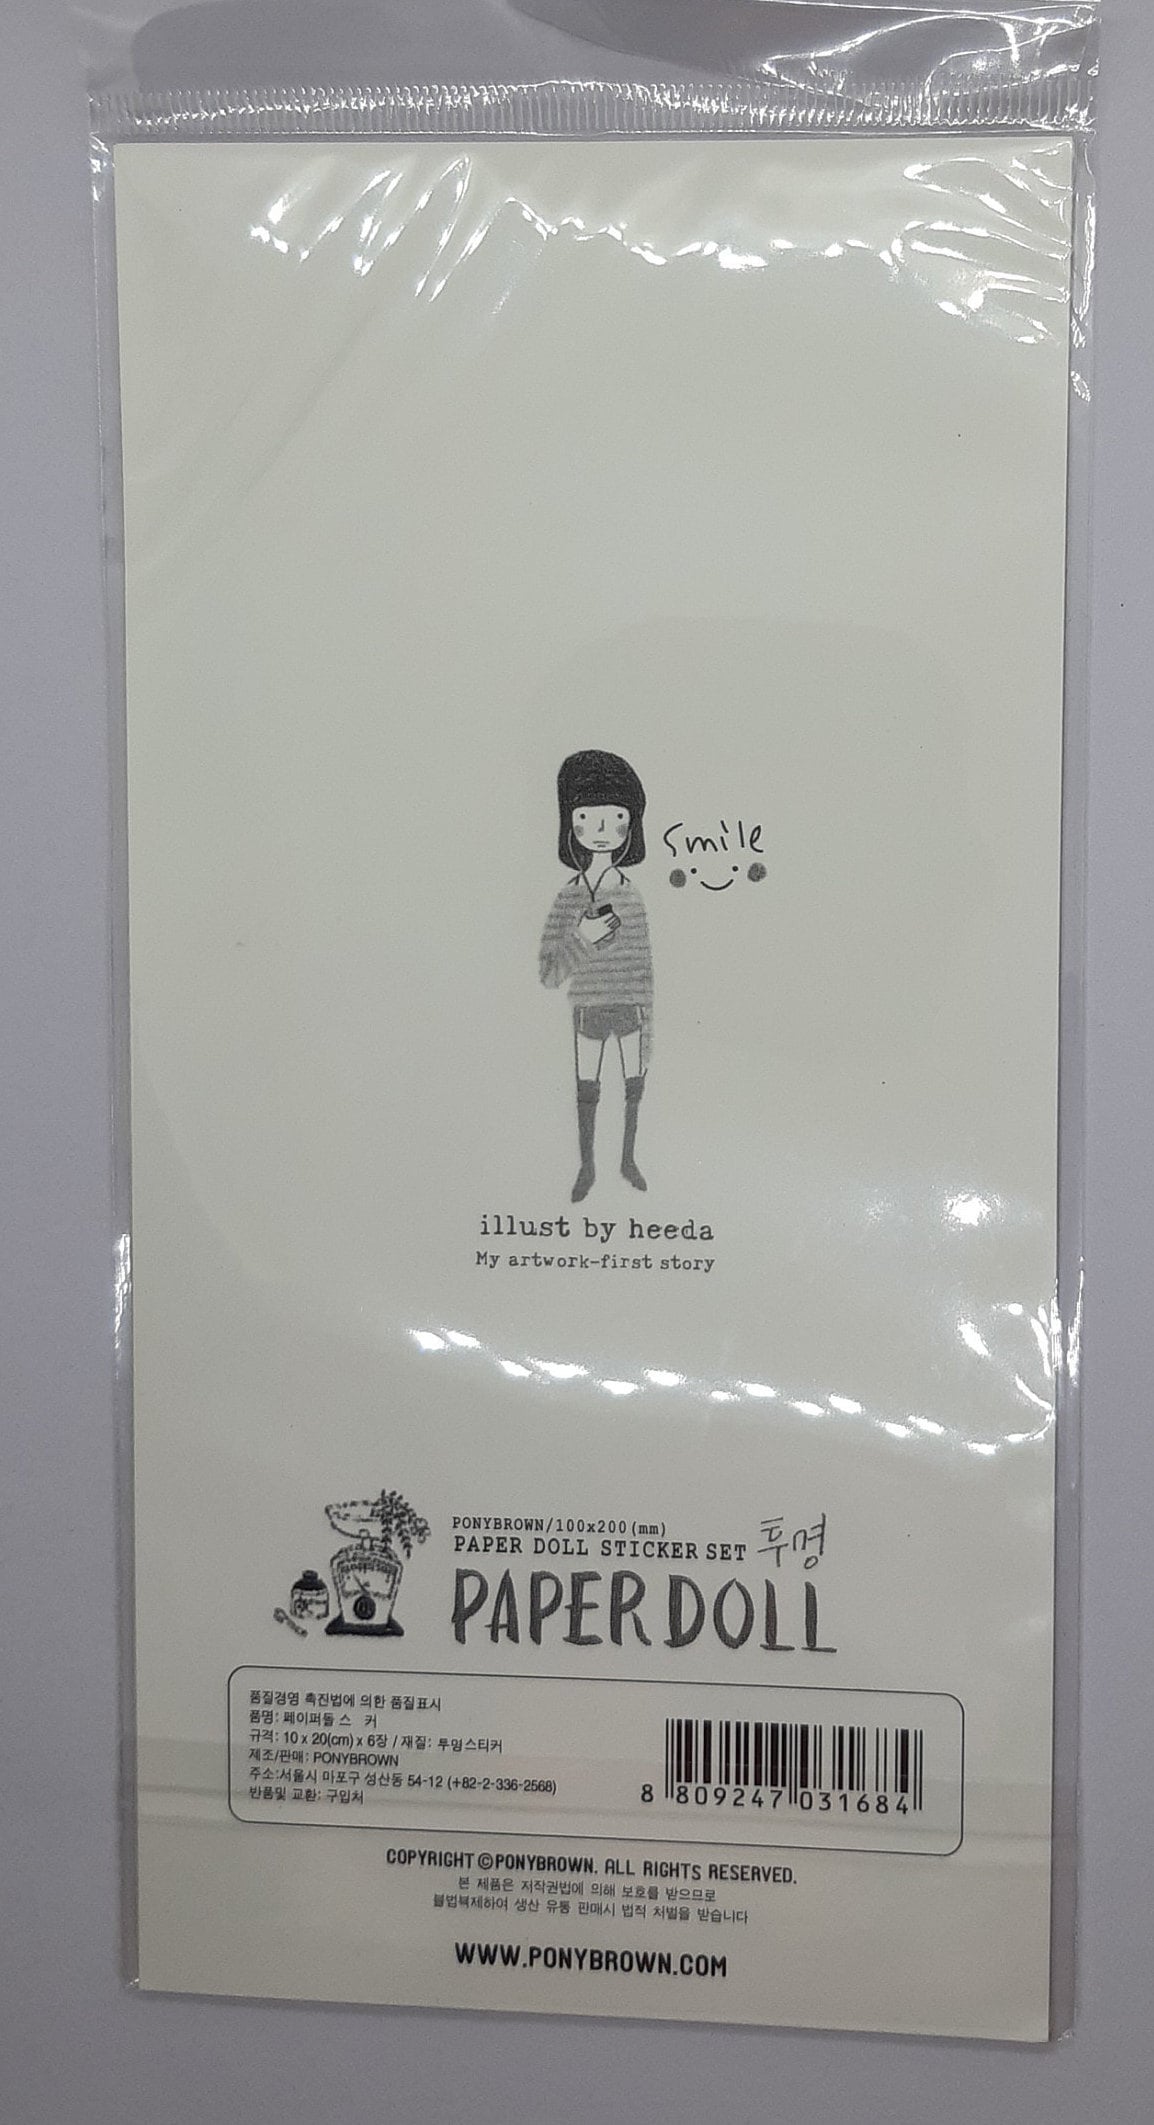 Smile
illust by heeda
My artwork-first story
PONYBROWN/100x200(mm)
PAPER DOLL STICKER SET 투명
PAPER DOLL
품질경영 촉진법에 의한 품질표시
품명: 페이퍼돌 스 커
규격: 10 x 20(cm) x 6장 / 재질: 투명스티커
제조/판매: PONYBROWN
주소:서울시 마포구 성산동 54-12 (+82-2-336-2568)
반품및 교환: 구입처
8 809247 031684
COPYRIGHT ©PONYBROWN. ALL RIGHTS RESERVED.
본 제품은 저작권법에 의해 보호를 받으므로
불법복제하여 생산 유통 판매시 법적 처벌을 받습니다
WWW.PONYBROWN.COM